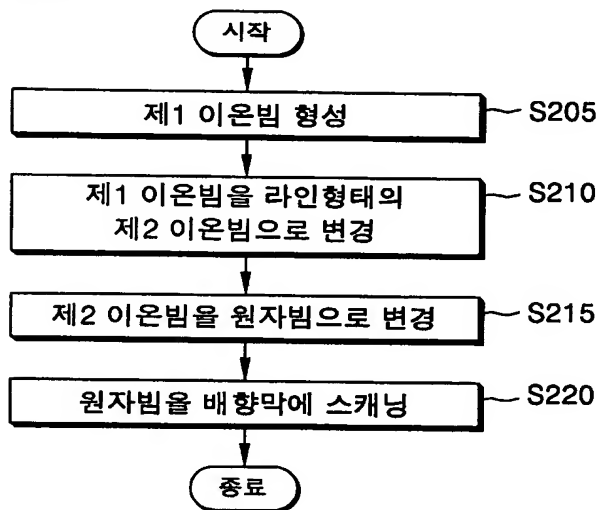 시작
제1 이온빔 형성
S205
제1 이온빔을 라인형태의
제2 이온빔으로 변경
S210
제2 이온빔을 원자빔으로 변경
S215
원자빔을 배향막에 스캐닝
S220
종료